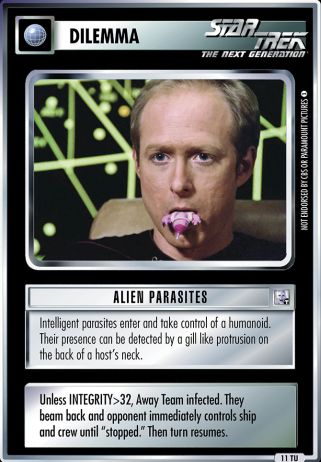 DILEMMA
STAR TREK
THE NEXT GENERATION
NOT ENDORSED BY CBS OR PARAMOUNT PICTURES
ALIEN PARASITES
Intelligent parasites enter and take control of a humanoid.
Their presence can be detected by a gill like protrusion on
the back of a host's neck.
Unless INTEGRITY>32, Away Team infected. They
beam back and opponent immediately controls ship
and crew until “stopped.” Then turn resumes.
11 TU